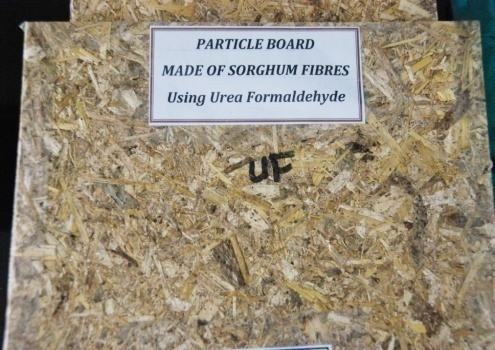 PARTICLE BOARD
MADE OF SORGHUM FIBRES
Using Urea Formaldehyde
UF